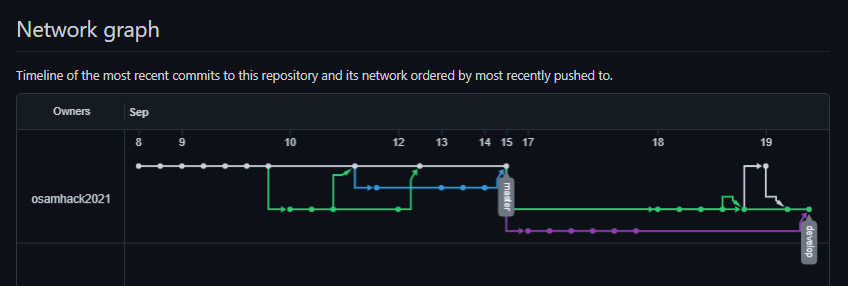 Network graph
Timeline of the most recent commits to this repository and its network ordered by most recently pushed to.
Owners
Sep
8 9 10 12 13 14 15 17 18 19
osamhack2021
master
develop